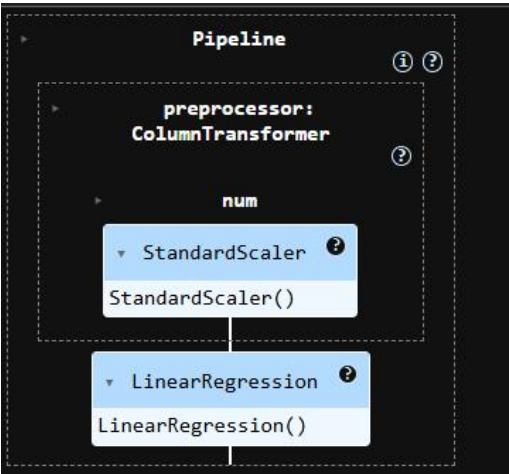 Pipeline
i ?
preprocessor:
ColumnTransformer
?
num
StandardScaler ?
StandardScaler()
LinearRegression ?
LinearRegression()